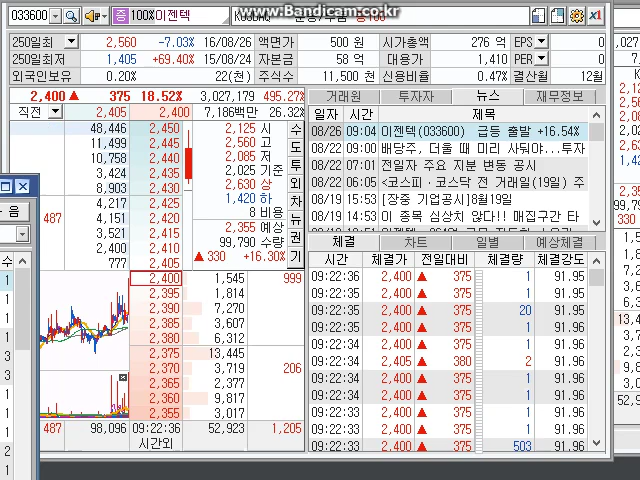 www.Bandicam.co.kr
033600 증 100% 이젠텍 KOSDAQ
250일최 2,560 -7.03% 16/08/26 액면가 500 원 시가총액 276 억 EPS 0
250일최저 1,405 +69.40% 15/08/24 자본금 58 억 대용가 1,410 PER 0
외국인보유 0.20% 22(천) 주식수 11,500 천 신용비율 0.47% 결산월 12월
2,400 ▲ 375 18.52% 3,027,179 495.27%
직전 2,405 2,400 7,186백만 26.32%
48,446 2,450 2,125 시 수
11,499 2,445 2,560 고 도
10,758 2,440 2,085 저 투
3,424 2,435 2,025 기준
8,903 2,430 2,630 상 외
4,217 2,425 1,420 하 차
487 4,151 2,420 8 비용 뉴
3,521 2,415 2,355 예상 권
2,400 2,410 99,790 수량
777 2,405 ▲ 330 +16.30% 기
2,400 1,545 999
2,395 1,814
2,390 7,270
2,385 3,607
2,380 6,312
2,375 13,445
2,370 3,719 206
2,365 2,377
2,360 9,817
2,355 3,017
487 98,096 09:22:36 52,923 1,205
시간외
거래원 투자자 뉴스 재무정보
일자 시간 제목
08/26 09:04 이젠텍(033600) 급등 출발 +16.54%
08/22 09:00 배당주, 더울 때 미리 사둬야...투자
08/22 07:01 전일자 주요 지분 변동 공시
08/22 06:05 <코스피·코스닥 전 거래일(19일) 주
08/19 15:53 [장중 기업공시]8월19일
08/19 14:53 이 종목 심상치 않다!! 매집구간 타
체결 차트 일별 예상체결
시간 체결가 전일대비 체결량 체결강도
09:22:36 2,400 ▲ 375 1 91.95
09:22:35 2,400 ▲ 375 1 91.95
09:22:35 2,400 ▲ 375 20 91.95
09:22:35 2,400 ▲ 375 1 91.96
09:22:34 2,400 ▲ 375 1 91.96
09:22:34 2,405 ▲ 380 2 91.96
09:22:34 2,400 ▲ 375 1 91.96
09:22:34 2,400 ▲ 375 1 91.96
09:22:33 2,400 ▲ 375 1 91.96
09:22:33 2,400 ▲ 375 1 91.96
09:22:33 2,400 ▲ 375 503 91.96